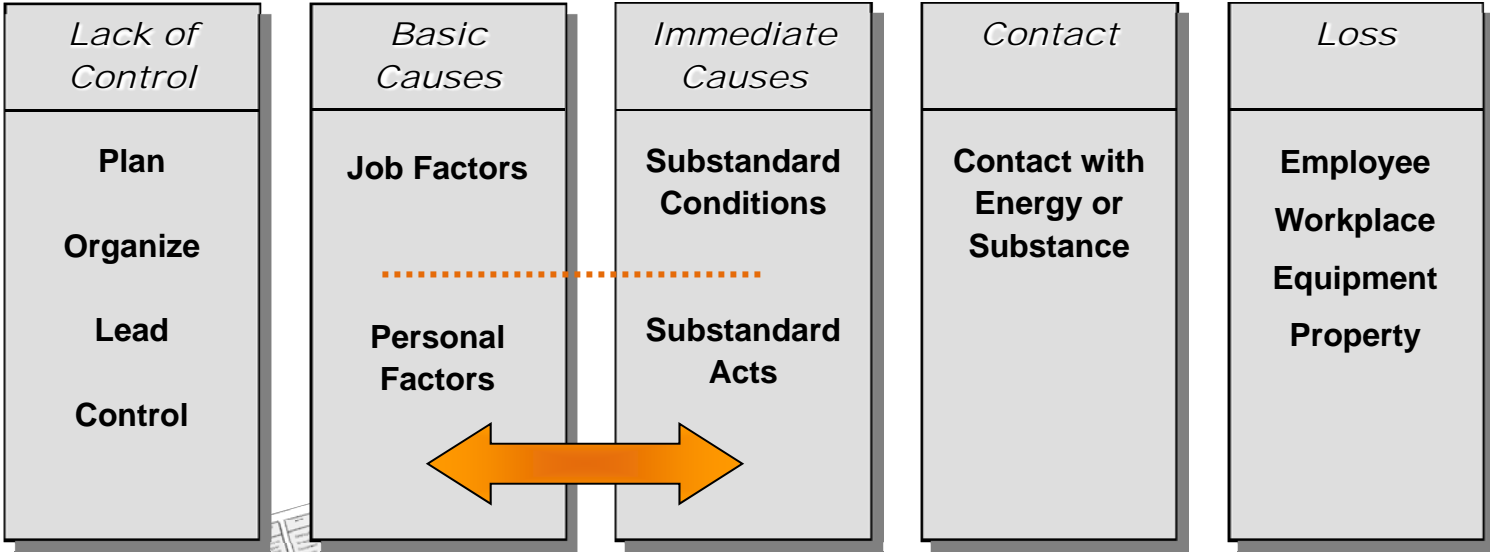 Lack of
Control
Plan
Organize
Lead
Control
Basic
Causes
Job Factors
Personal
Factors
Immediate
Causes
Substandard
Conditions
Substandard
Acts
Contact
Contact with
Energy or
Substance
Loss
Employee
Workplace
Equipment
Property